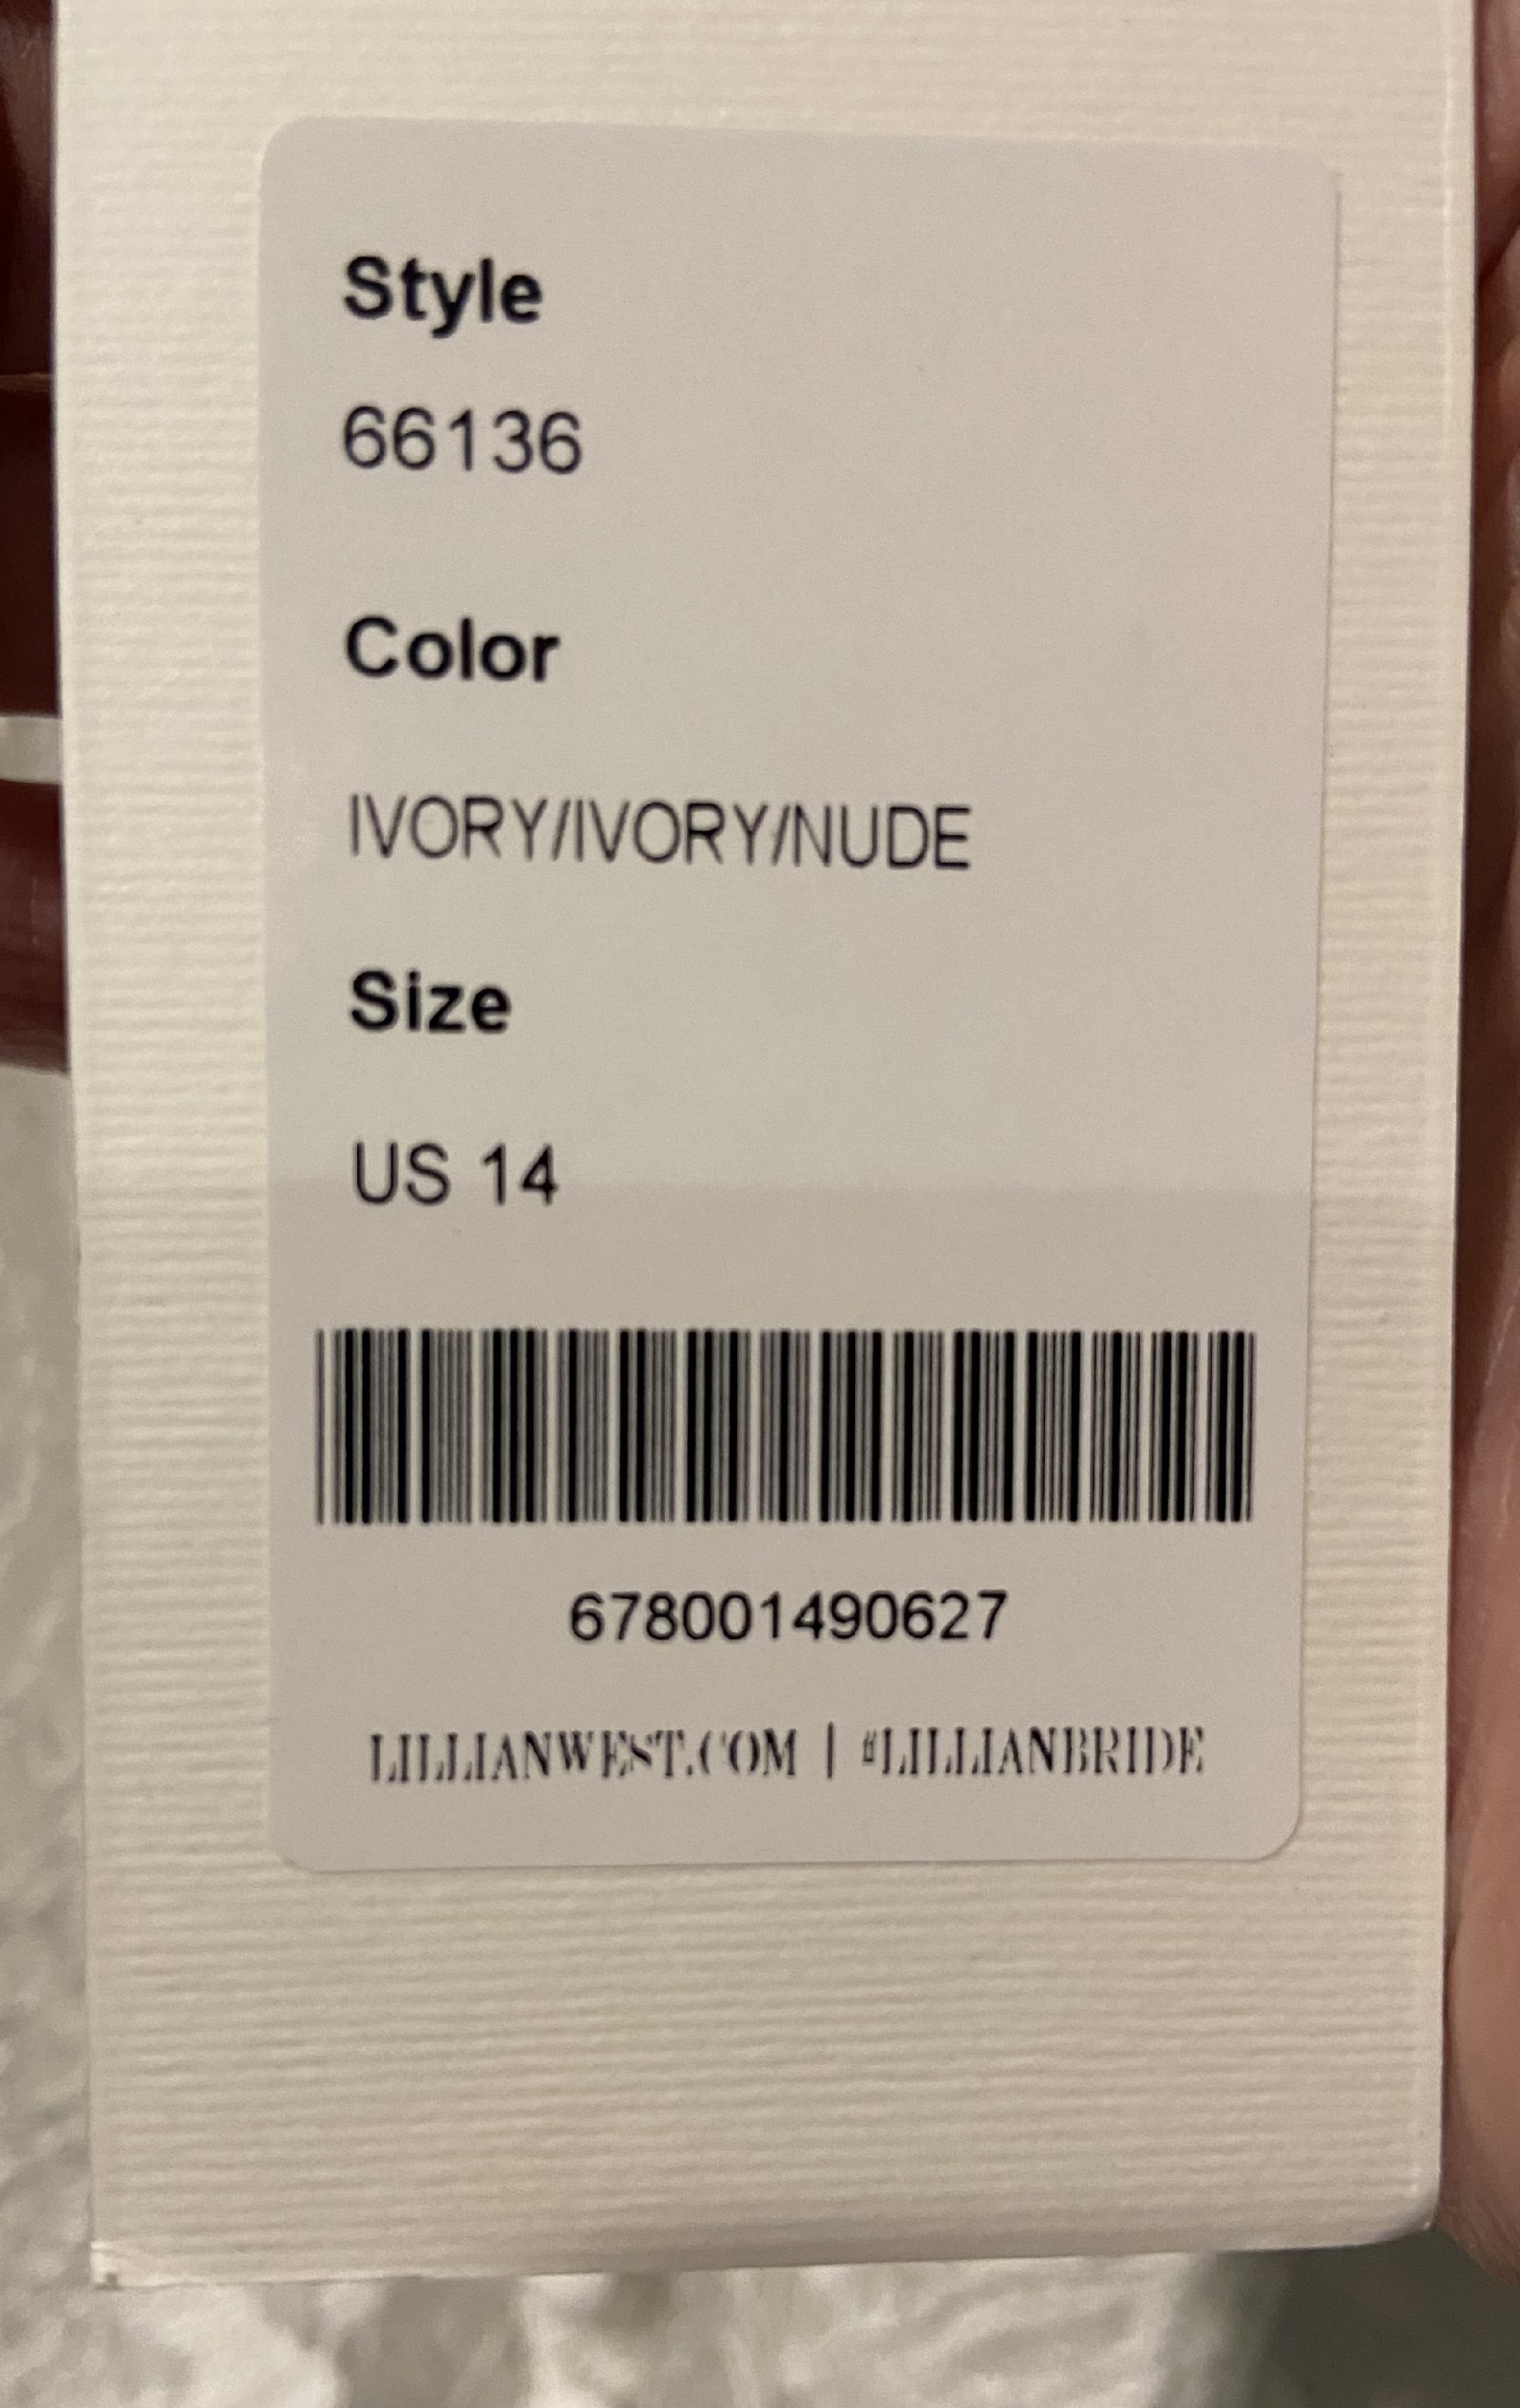 Style
66136
Color
IVORY/IVORY/NUDE
Size
US 14
678001490627
LILLIANWEST.COM | #LILLIANBRIDE